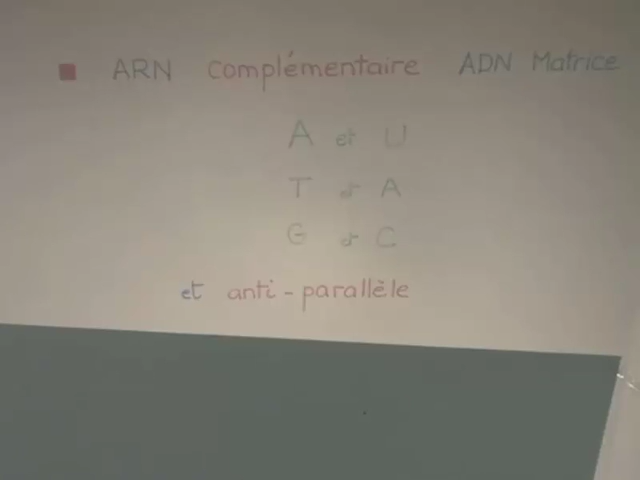 ARN complémentaire ADN Matrice
A et U
T et A
G et C
et anti-parallèle